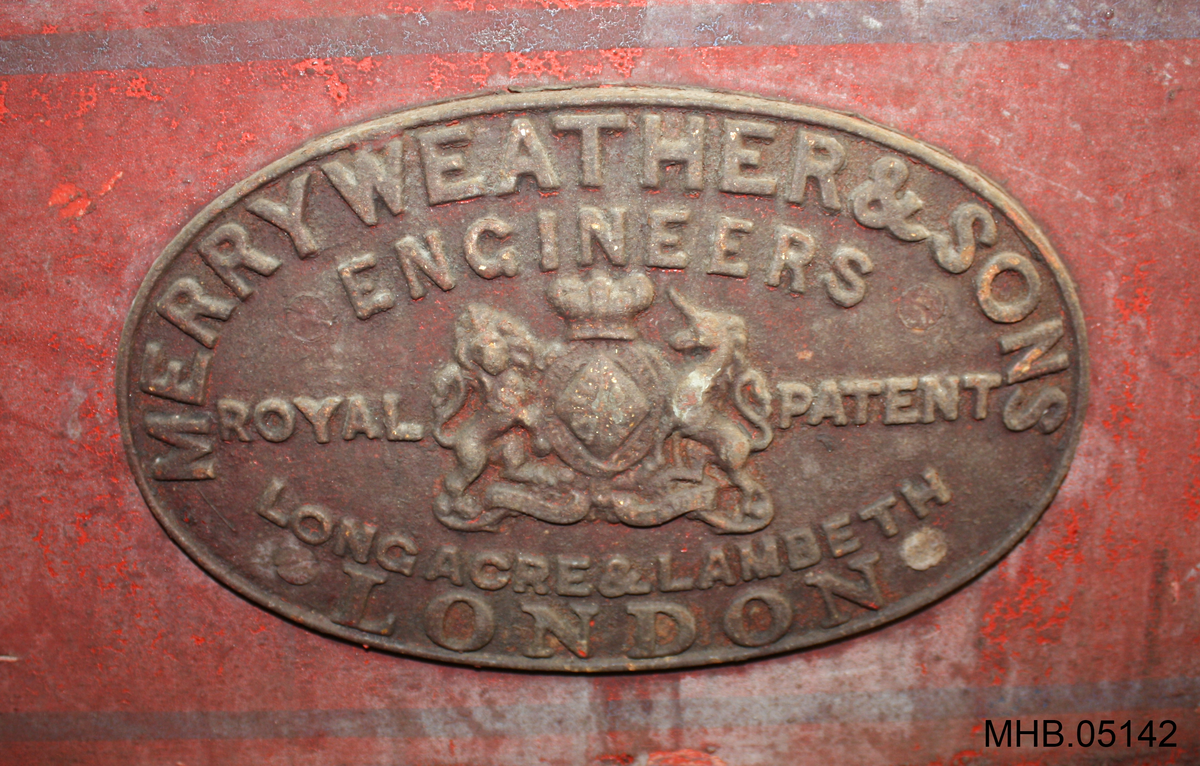 MERRYWEATHER & SONS
ENGINEERS
ROYAL PATENT
LONG ACRE & LAMBETH
LONDON
MHB.05142